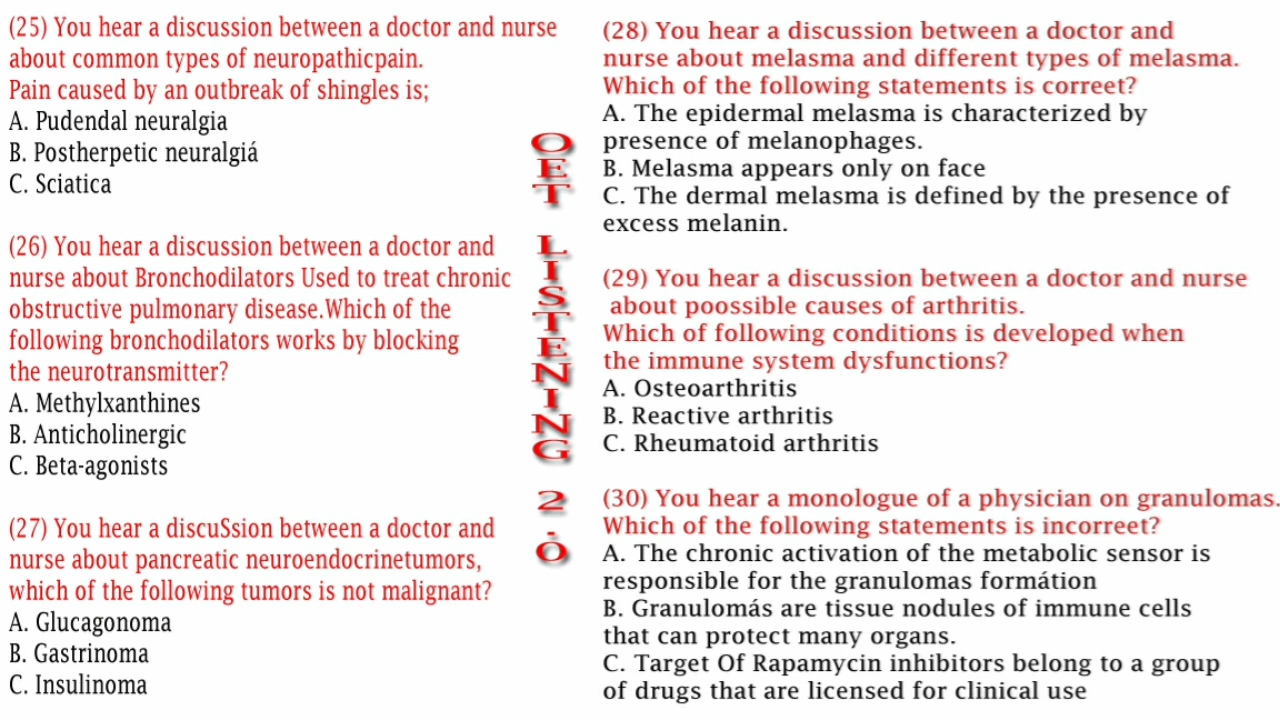 (25) You hear a discussion between a doctor and nurse
about common types of neuropathicpain.
Pain caused by an outbreak of shingles is;
A. Pudendal neuralgia
B. Postherpetic neuralgiá
C. Sciatica
(26) You hear a discussion between a doctor and
nurse about Bronchodilators Used to treat chronic
obstructive pulmonary disease.Which of the
following bronchodilators works by blocking
the neurotransmitter?
A. Methylxanthines
B. Anticholinergic
C. Beta-agonists
(27) You hear a discuSsion between a doctor and
nurse about pancreatic neuroendocrinetumors,
which of the following tumors is not malignant?
A. Glucagonoma
B. Gastrinoma
C. Insulinoma
OET LISTENING 2.O
(28) You hear a discussion between a doctor and
nurse about melasma and different types of melasma.
Which of the following statements is correet?
A. The epidermal melasma is characterized by
presence of melanophages.
B. Melasma appears only on face
C. The dermal melasma is defined by the presence of
excess melanin.
(29) You hear a discussion between a doctor and nurse
about poossible causes of arthritis.
Which of following conditions is developed when
the immune system dysfunctions?
A. Osteoarthritis
B. Reactive arthritis
C. Rheumatoid arthritis
(30) You hear a monologue of a physician on granulomas.
Which of the following statements is incorreet?
A. The chronic activation of the metabolic sensor is
responsible for the granulomas formátion
B. Granulomás are tissue nodules of immune cells
that can protect many organs.
C. Target Of Rapamycin inhibitors belong to a group
of drugs that are licensed for clinical use